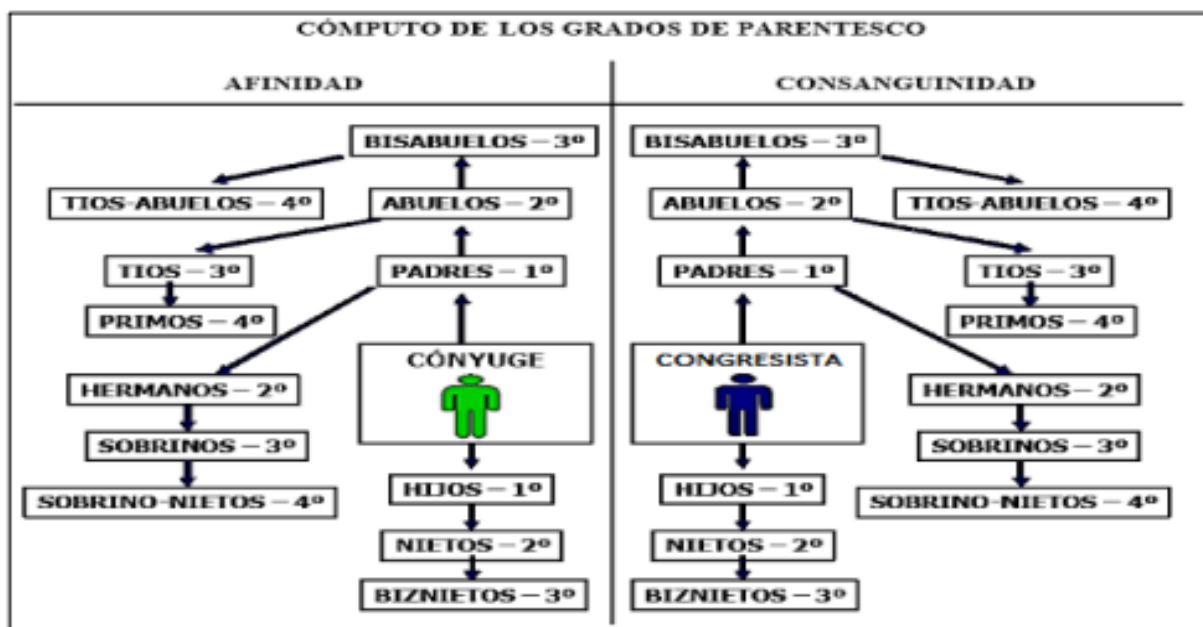 CÓMPUTO DE LOS GRADOS DE PARENTESCO
AFINIDAD
CONSANGUINIDAD
BISABUELOS – 3º
BISABUELOS – 3º
TIOS-ABUELOS – 4º
ABUELOS – 2º
ABUELOS – 2º
TIOS-ABUELOS – 4º
TIOS – 3º
PADRES – 1º
PADRES – 1º
TIOS – 3º
PRIMOS – 4º
PRIMOS – 4º
CÓNYUGE
CONGRESISTA
HERMANOS – 2º
HERMANOS – 2º
SOBRINOS – 3º
SOBRINOS – 3º
HIJOS – 1º
HIJOS – 1º
SOBRINO-NIETOS – 4º
SOBRINO-NIETOS – 4º
NIETOS – 2º
NIETOS – 2º
BIZNIETOS – 3º
BIZNIETOS – 3º